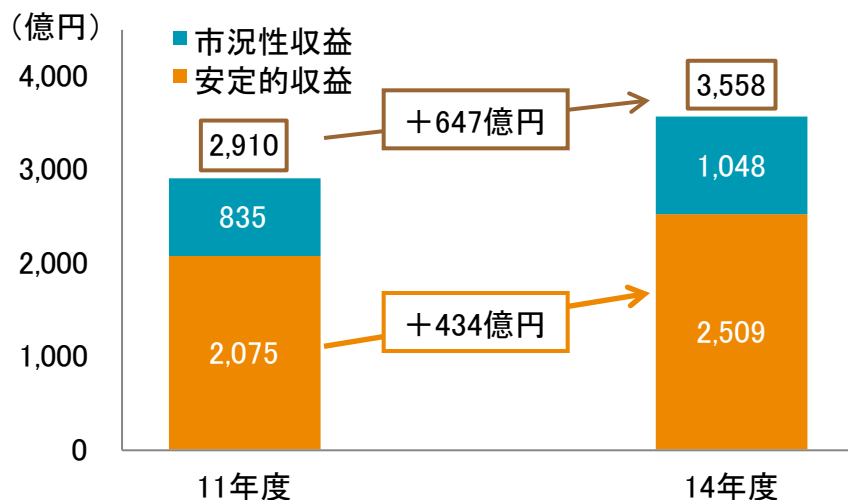 （億円）
市況性収益
安定的収益
4,000
3,000
2,000
1,000
0
2,910
＋647億円
3,558
835
1,048
＋434億円
2,075
2,509
11年度
14年度